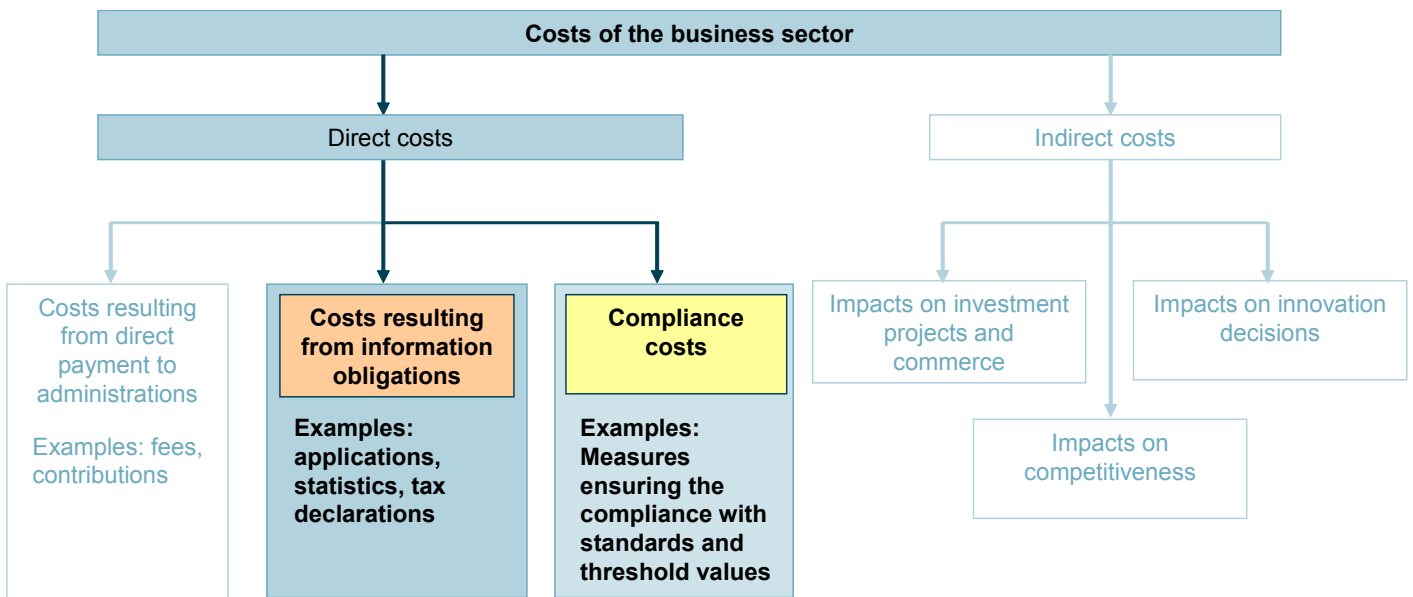 Costs of the business sector
Direct costs
Indirect costs
Costs resulting
from direct
payment to
administrations
Examples: fees,
contributions
Costs resulting
from information
obligations
Examples:
applications,
statistics, tax
declarations
Compliance
costs
Examples:
Measures
ensuring the
compliance with
standards and
threshold values
Impacts on investment
projects and
commerce
Impacts on innovation
decisions
Impacts on
competitiveness